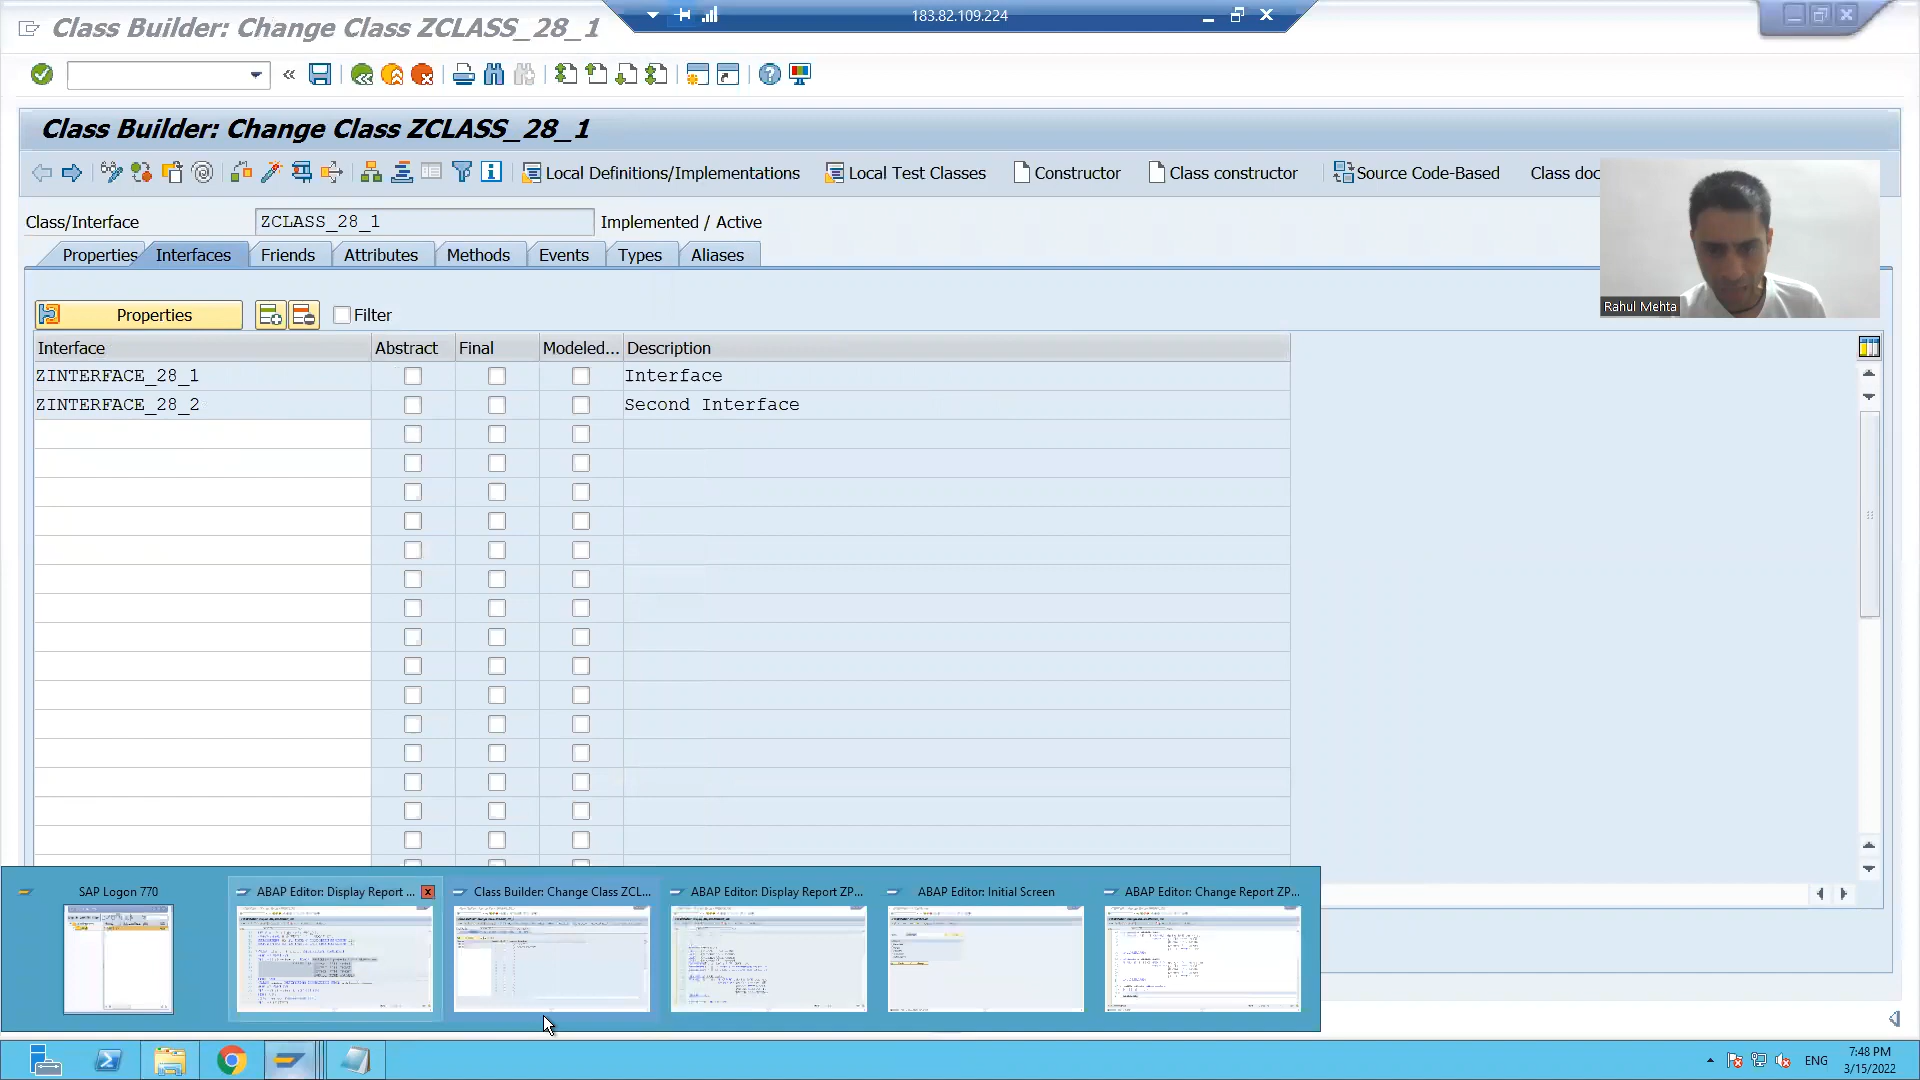 Class Builder: Change Class ZCLASS_28_1
183.82.109.224
Class Builder: Change Class ZCLASS_28_1
Local Definitions/Implementations
Local Test Classes
Constructor
Class constructor
Source Code-Based
Class doc
Class/Interface
ZCLASS_28_1
Implemented / Active
Properties
Interfaces
Friends
Attributes
Methods
Events
Types
Aliases
Properties
Filter
Rahul Mehta
Interface
Abstract
Final
Modeled...
Description
ZINTERFACE_28_1
Interface
ZINTERFACE_28_2
Second Interface
SAP Logon 770
ABAP Editor: Display Report ...
Class Builder: Change Class ZCL...
ABAP Editor: Display Report ZP...
ABAP Editor: Initial Screen
ABAP Editor: Change Report ZP...
ENG
7:48 PM
3/15/2022